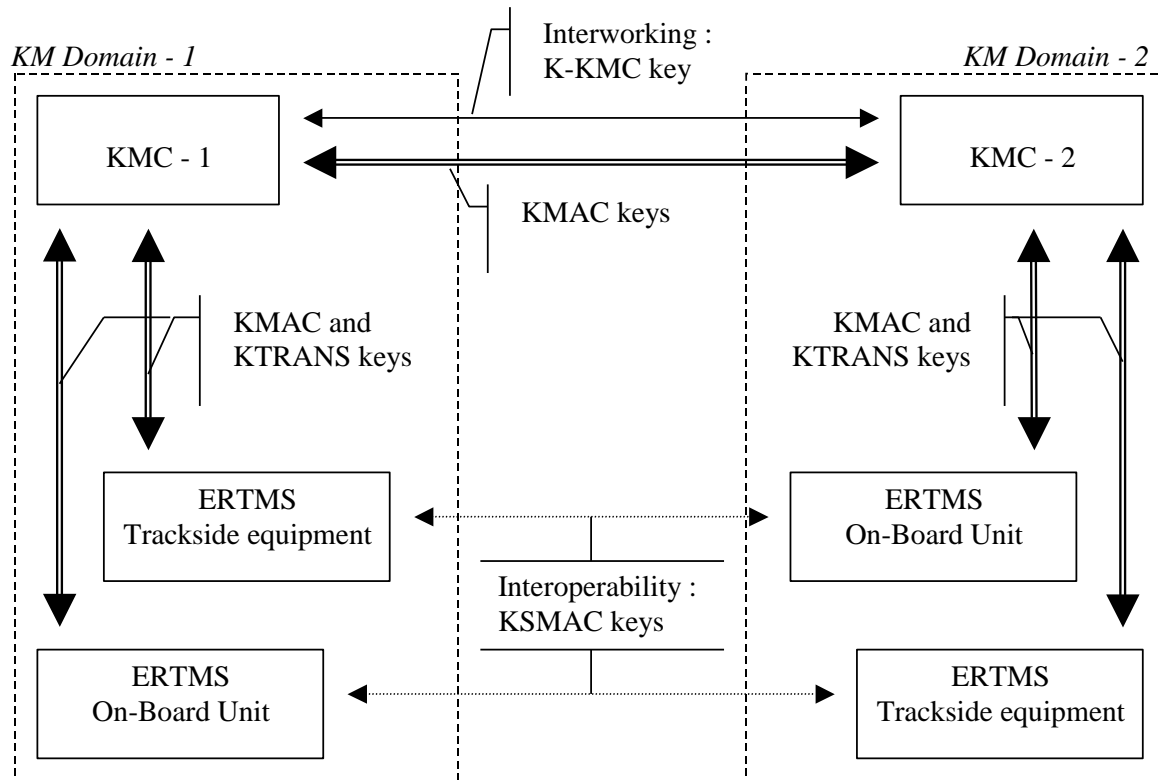 Interworking :
K-KMC key
KM Domain - 1
KM Domain - 2
KMC - 1
KMC - 2
KMAC keys
KMAC and
KTRANS keys
KMAC and
KTRANS keys
ERTMS
Trackside equipment
ERTMS
On-Board Unit
Interoperability :
KSMAC keys
ERTMS
On-Board Unit
ERTMS
Trackside equipment